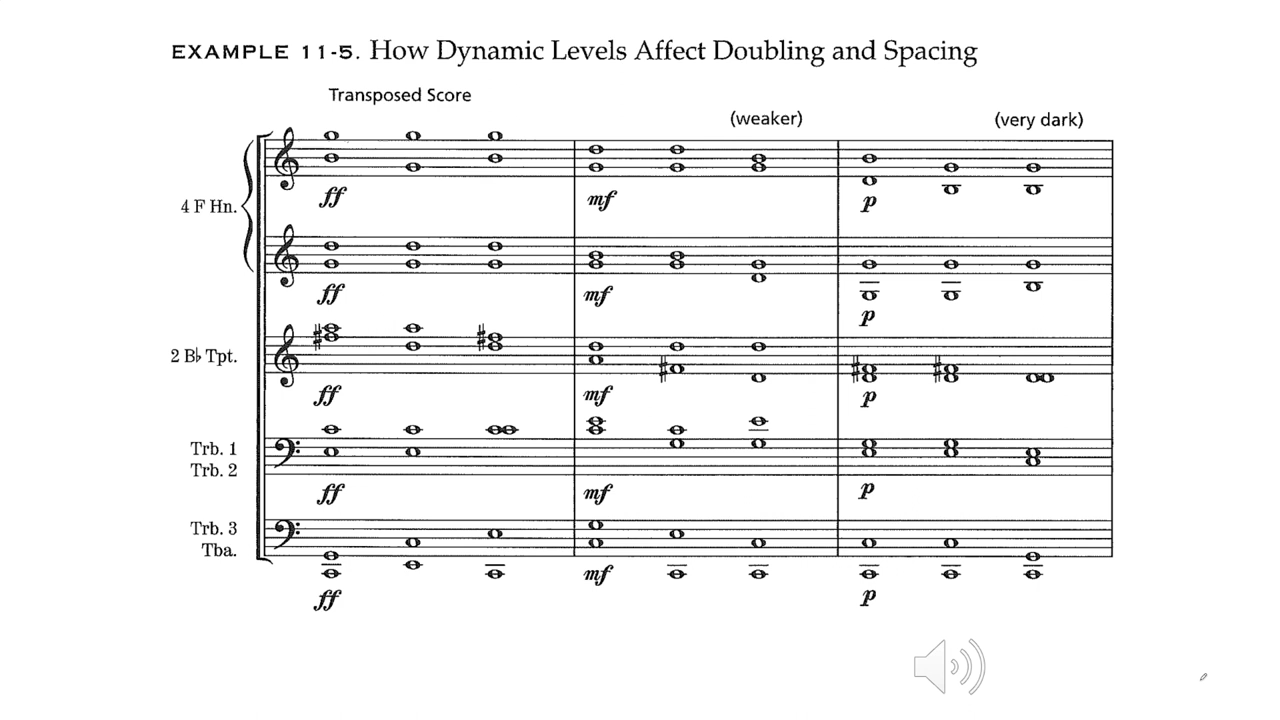 EXAMPLE 11-5. How Dynamic Levels Affect Doubling and Spacing
Transposed Score
(weaker)
(very dark)
4 F Hn.
ff mf p
ff mf p
2 B♭ Tpt.
ff mf p
Trb. 1
Trb. 2
ff mf p
Trb. 3
Tba.
ff mf p